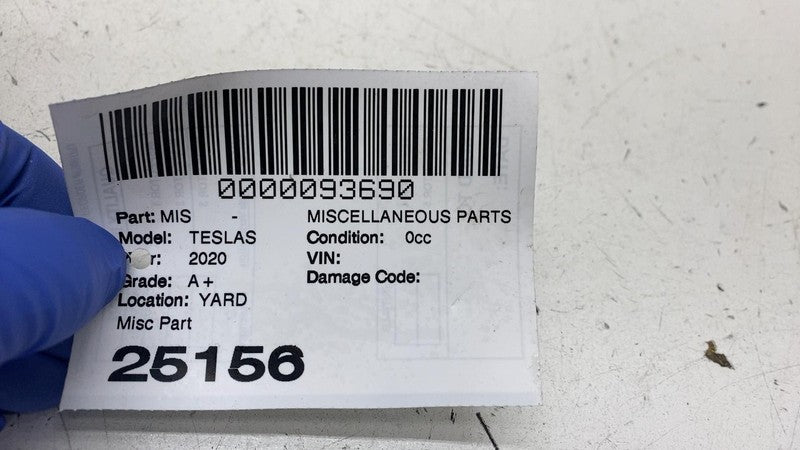 0000093690
Part: MIS - MISCELLANEOUS PARTS
Model: TESLAS Condition: 0cc
2020 VIN:
Grade: A+ Damage Code:
Location: YARD
Misc Part
25156